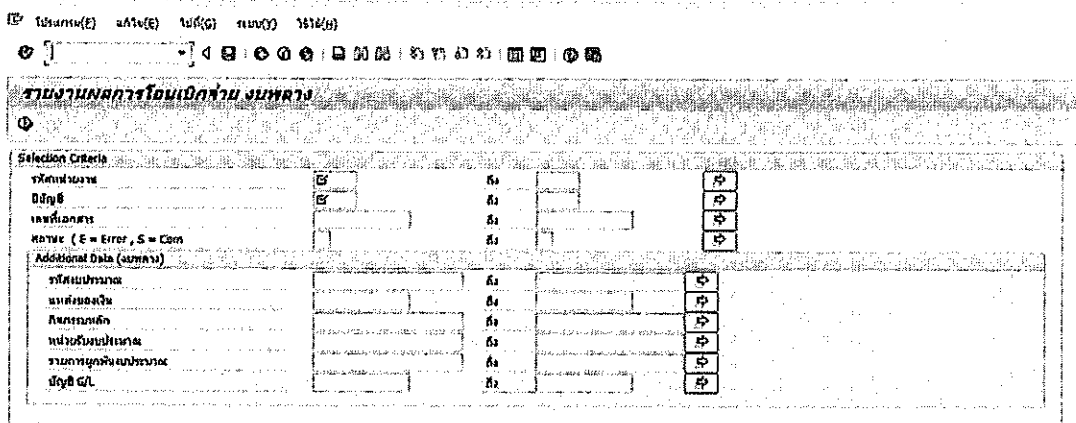 โปรแกรม(E) แก้ไข(E) ไปที่(G) ระบบ(Y) วิธีใช้(H)
รายงานผลการโอนเบิกจ่าย งบพลาง
Selection Criteria
รหัสหน่วยงาน ถึง
ปีบัญชี ถึง
เลขที่เอกสาร ถึง
สถานะ ( E = Error , S = Com ถึง
Additional Data (งบพลาง)
รหัสงบประมาณ ถึง
แหล่งของเงิน ถึง
กิจกรรมหลัก ถึง
หน่วยรับงบประมาณ ถึง
รายการผูกพันงบประมาณ ถึง
บัญชี G/L ถึง